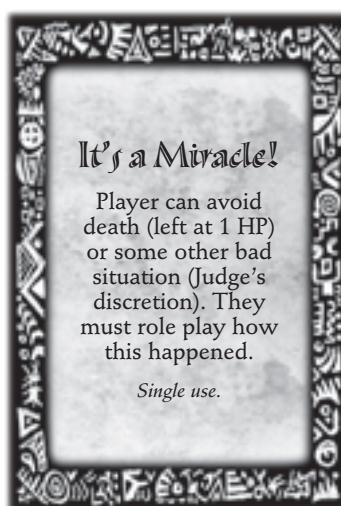 It's a Miracle!
Player can avoid
death (left at 1 HP)
or some other bad
situation (Judge's
discretion). They
must role play how
this happened.
Single use.